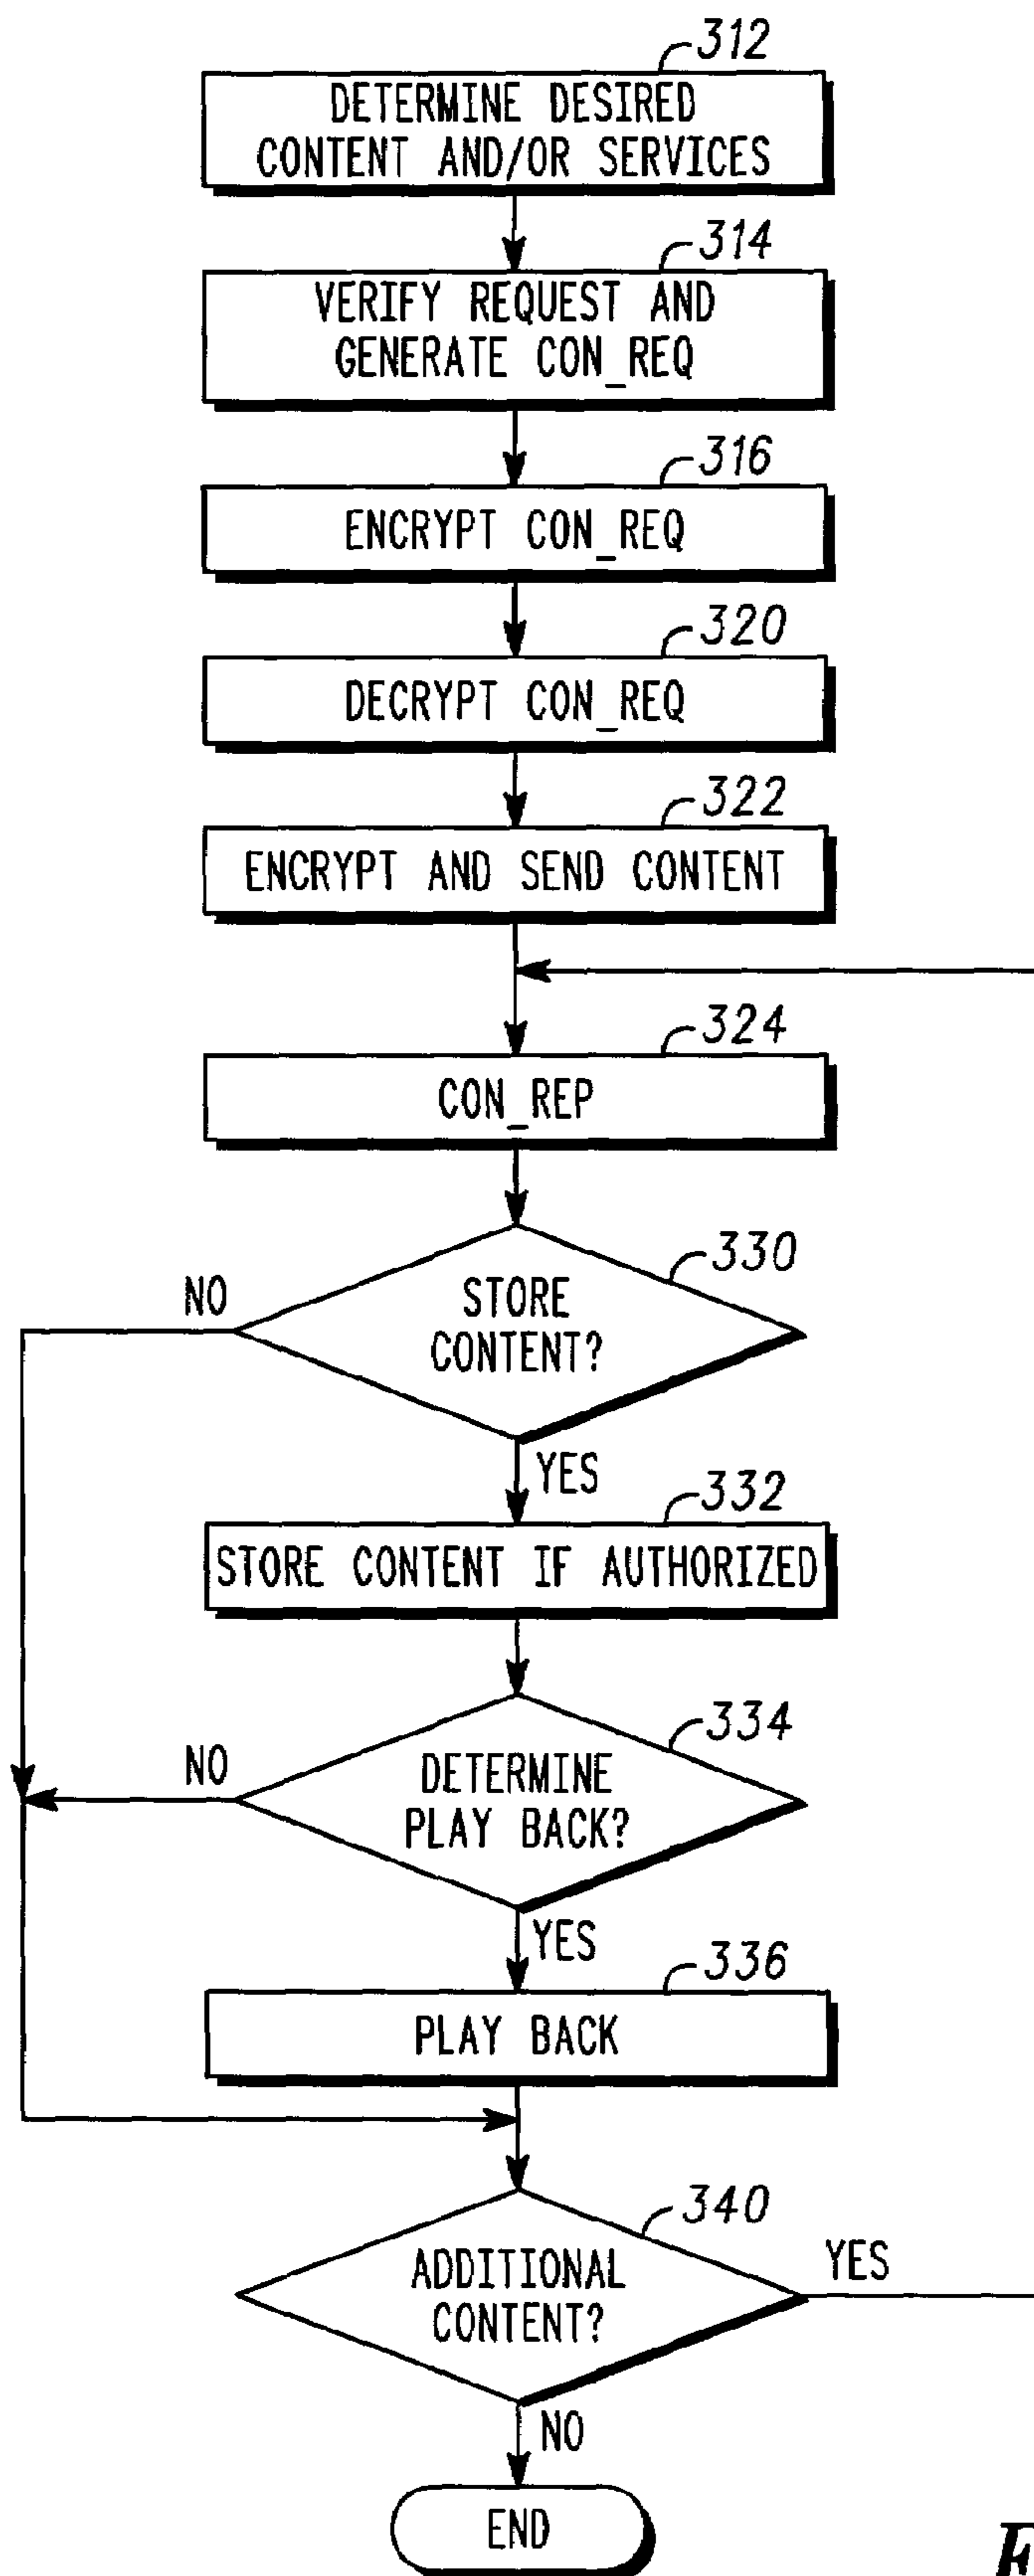 312
DETERMINE DESIRED
CONTENT AND/OR SERVICES
314
VERIFY REQUEST AND
GENERATE CON_REQ
316
ENCRYPT CON_REQ
320
DECRYPT CON_REQ
322
ENCRYPT AND SEND CONTENT
324
CON_REP
330
NO
STORE
CONTENT?
YES
332
STORE CONTENT IF AUTHORIZED
334
NO
DETERMINE
PLAY BACK?
YES
336
PLAY BACK
340
ADDITIONAL
CONTENT?
YES
NO
END